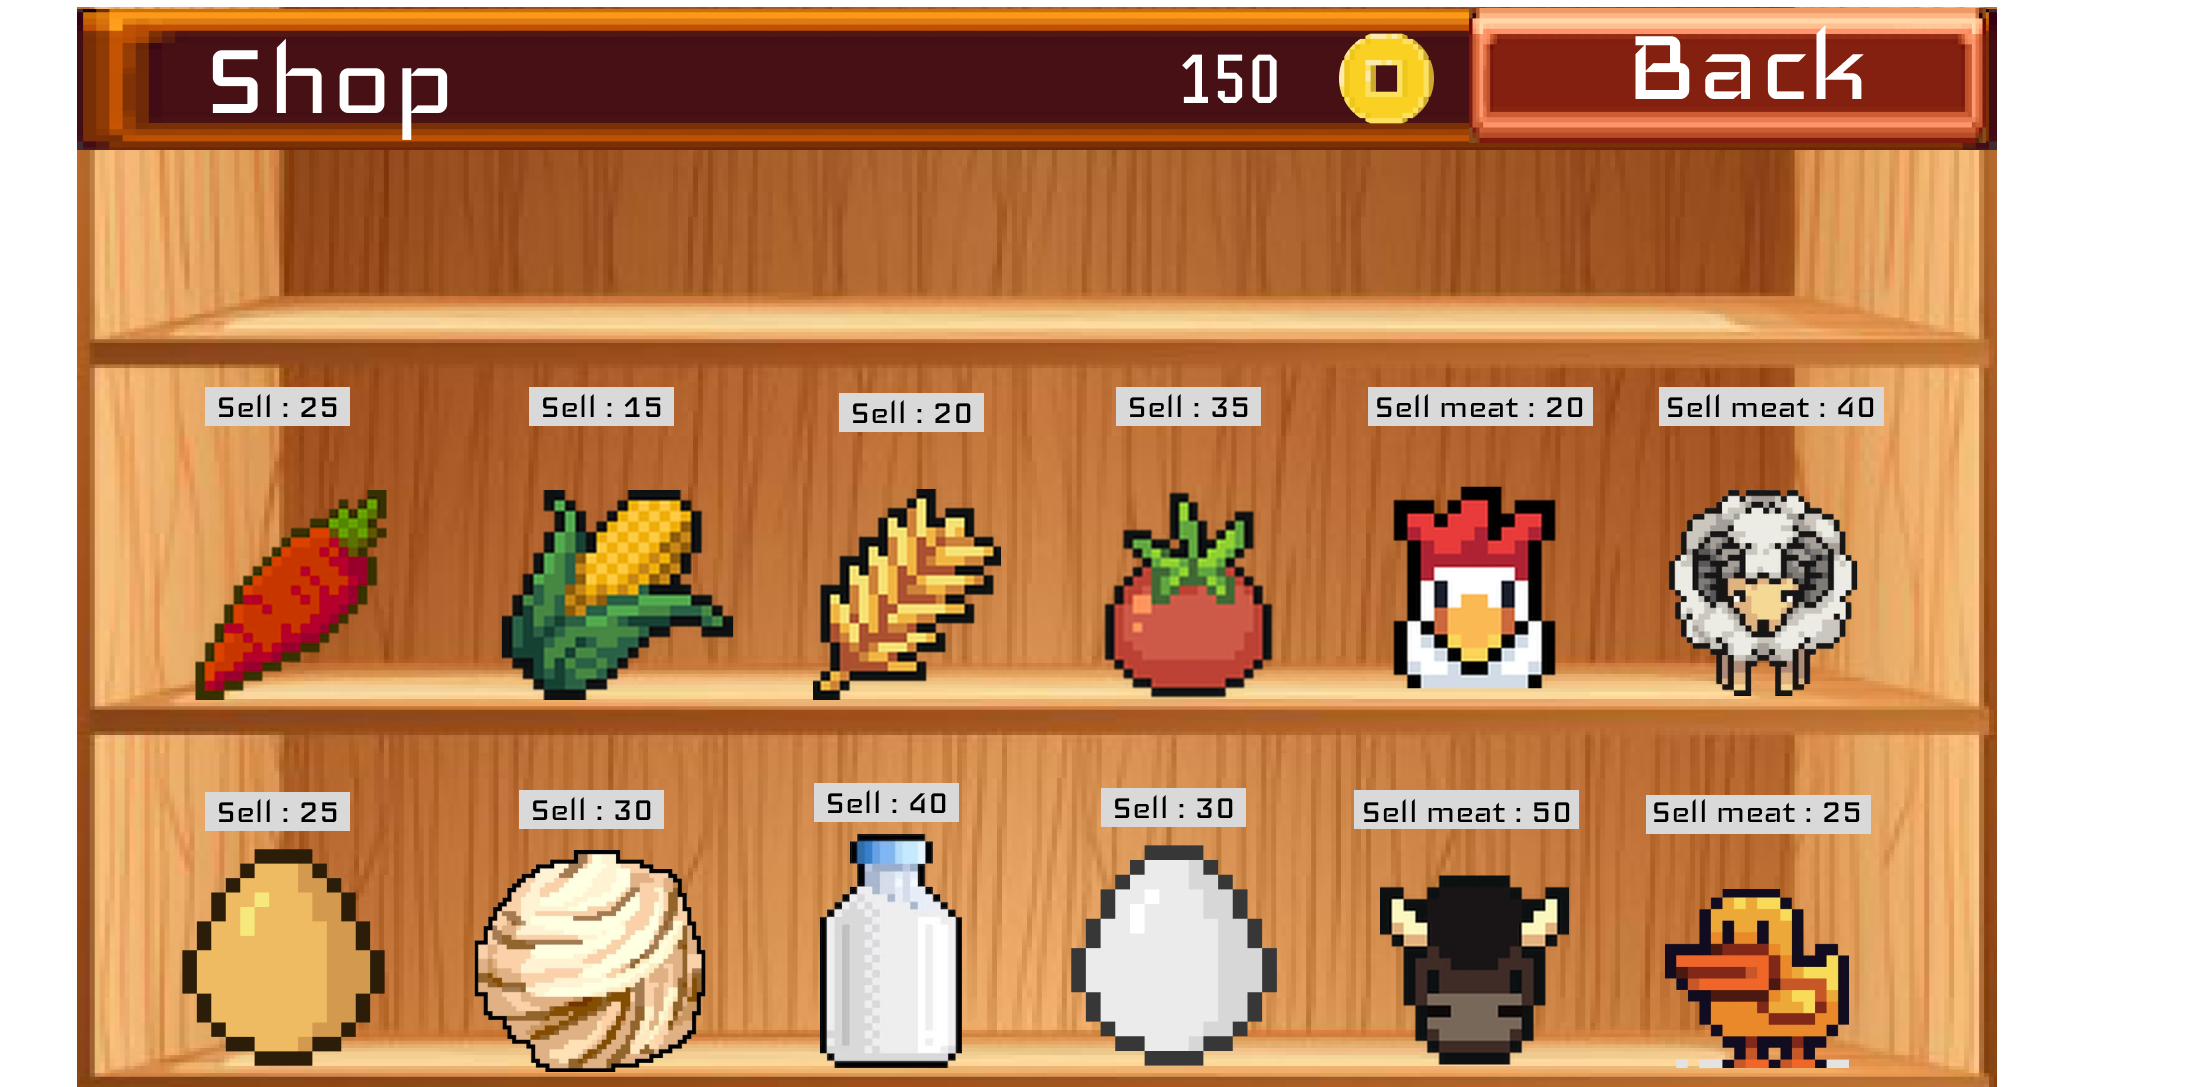 Shop
150
Back
Sell : 25
Sell : 15
Sell : 20
Sell : 35
Sell meat : 20
Sell meat : 40
Sell : 25
Sell : 30
Sell : 40
Sell : 30
Sell meat : 50
Sell meat : 25